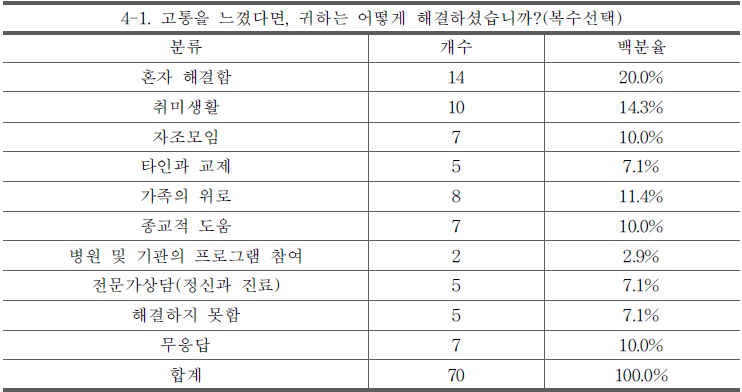 4-1. 고통을 느꼈다면, 귀하는 어떻게 해결하셨습니까?(복수선택)
분류 개수 백분율
혼자 해결함 14 20.0%
취미생활 10 14.3%
자조모임 7 10.0%
타인과 교제 5 7.1%
가족의 위로 8 11.4%
종교적 도움 7 10.0%
병원 및 기관의 프로그램 참여 2 2.9%
전문가상담(정신과 진료) 5 7.1%
해결하지 못함 5 7.1%
무응답 7 10.0%
합계 70 100.0%